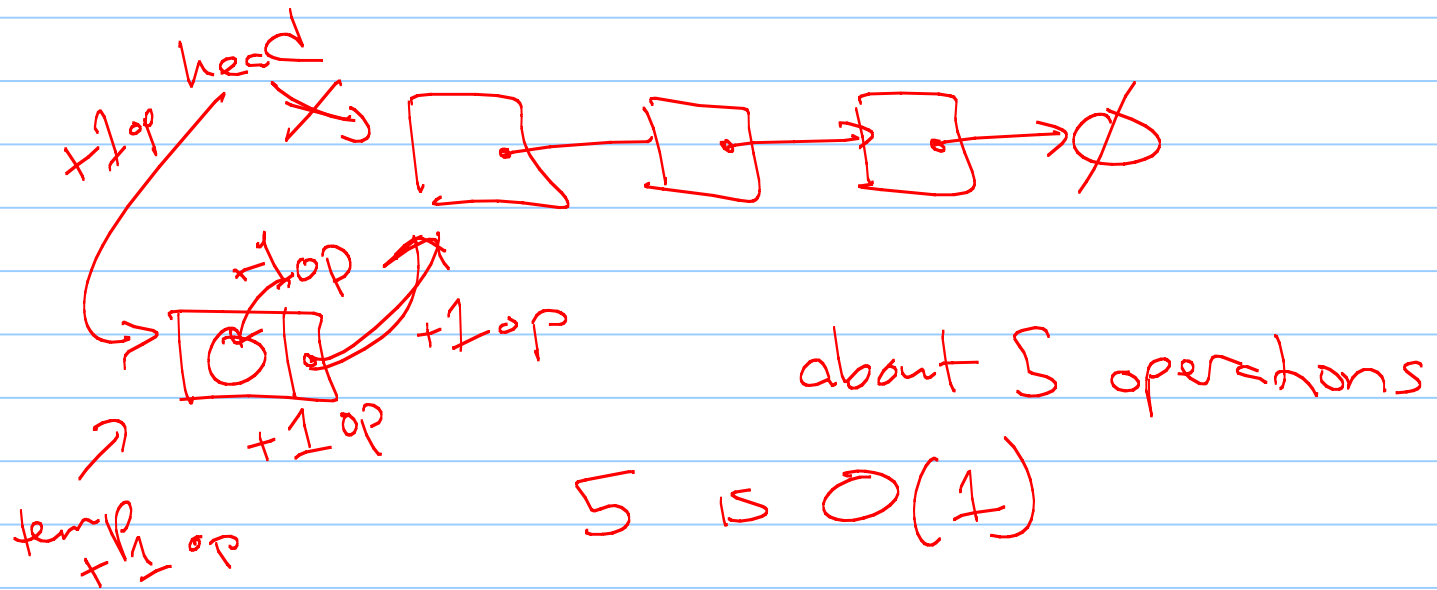 head
+1 op
+1 op
+1 op
+1 op
about 5 operations
5 is O(1)
temp
+1 op